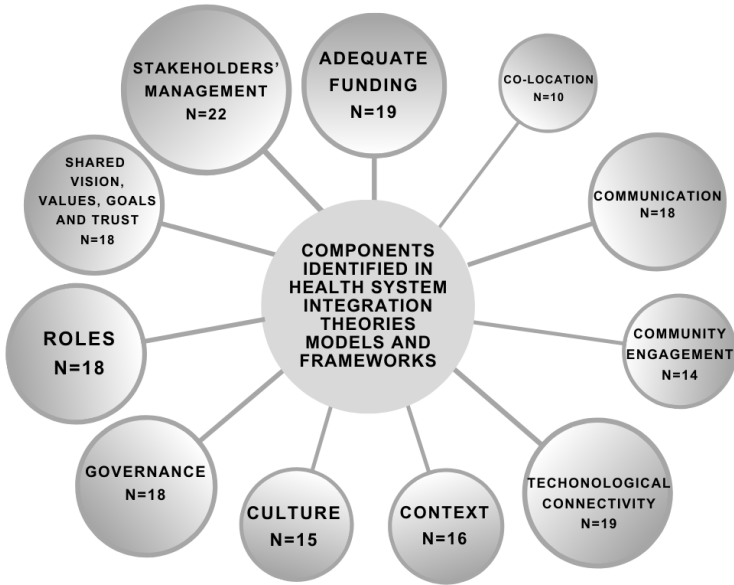 STAKEHOLDERS'
MANAGEMENT
N=22
ADEQUATE
FUNDING
N=19
CO-LOCATION
N=10
SHARED
VISION,
VALUES, GOALS
AND TRUST
N=18
COMMUNICATION
N=18
COMPONENTS
IDENTIFIED IN
HEALTH SYSTEM
INTEGRATION
THEORIES
MODELS AND
FRAMEWORKS
ROLES
N=18
COMMUNITY
ENGAGEMENT
N=14
GOVERNANCE
N=18
CULTURE
N=15
CONTEXT
N=16
TECHONOLOGICAL
CONNECTIVITY
N=19